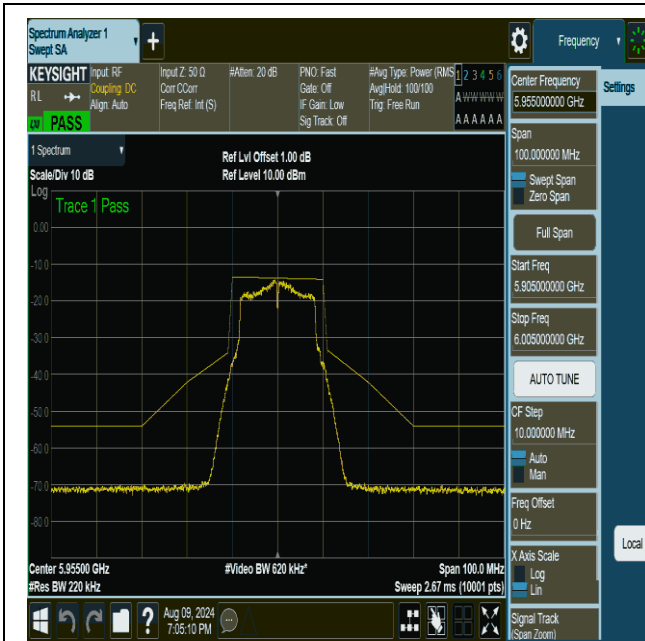 Spectrum Analyzer 1
Swept SA
+
Frequency
Settings
KEYSIGHT
RL
Input: RF
Coupling: DC
Align: Auto
Input Z: 50 Ω
Corr CCorr
Freq Ref: Int (S)
#Atten: 20 dB
PNO: Fast
Gate: Off
IF Gain: Low
Sig Track: Off
#Avg Type: Power (RMS
Avg|Hold: 100/100
Trig: Free Run
1 2 3 4 5 6
A W W W W W
A A A A A A
LXI PASS
1 Spectrum
Scale/Div 10 dB
Ref Lvl Offset 1.00 dB
Ref Level 10.00 dBm
Log
Trace 1 Pass
0.00
-10.0
-20.0
-30.0
-40.0
-50.0
-60.0
-70.0
-80.0
Center 5.95500 GHz
#Video BW 620 kHz*
Span 100.0 MHz
#Res BW 220 kHz
Sweep 2.67 ms (10001 pts)
Center Frequency
5.955000000 GHz
Span
100.000000 MHz
Swept Span
Zero Span
Full Span
Start Freq
5.905000000 GHz
Stop Freq
6.005000000 GHz
AUTO TUNE
CF Step
10.000000 MHz
Auto
Man
Freq Offset
0 Hz
X Axis Scale
Log
Lin
Signal Track
(Span Zoom)
Local
?
Aug 09, 2024
7:05:10 PM